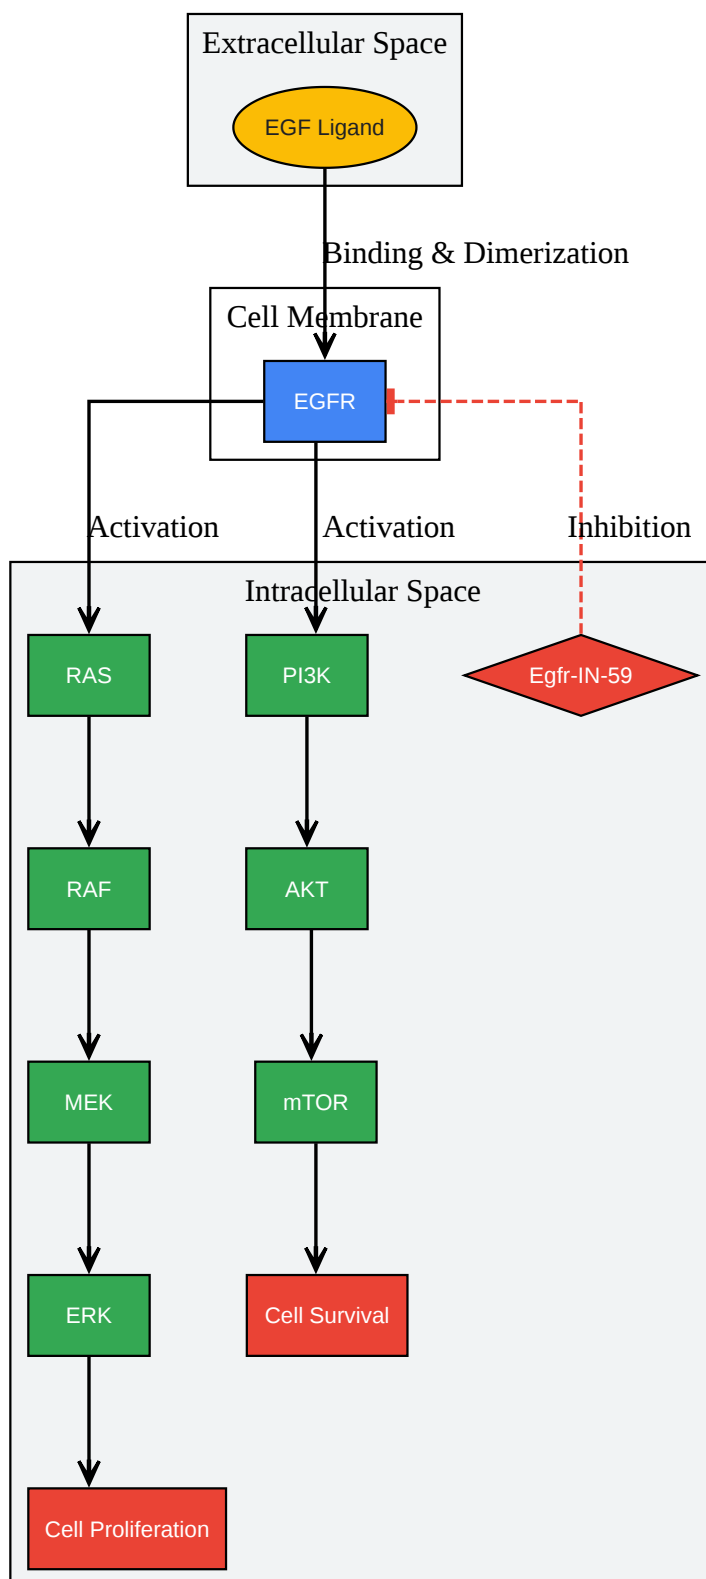 Extracellular Space
EGF Ligand
Binding & Dimerization
Cell Membrane
EGFR
Activation
Activation
Inhibition
Intracellular Space
RAS
PI3K
Egfr-IN-59
RAF
AKT
MEK
mTOR
ERK
Cell Survival
Cell Proliferation